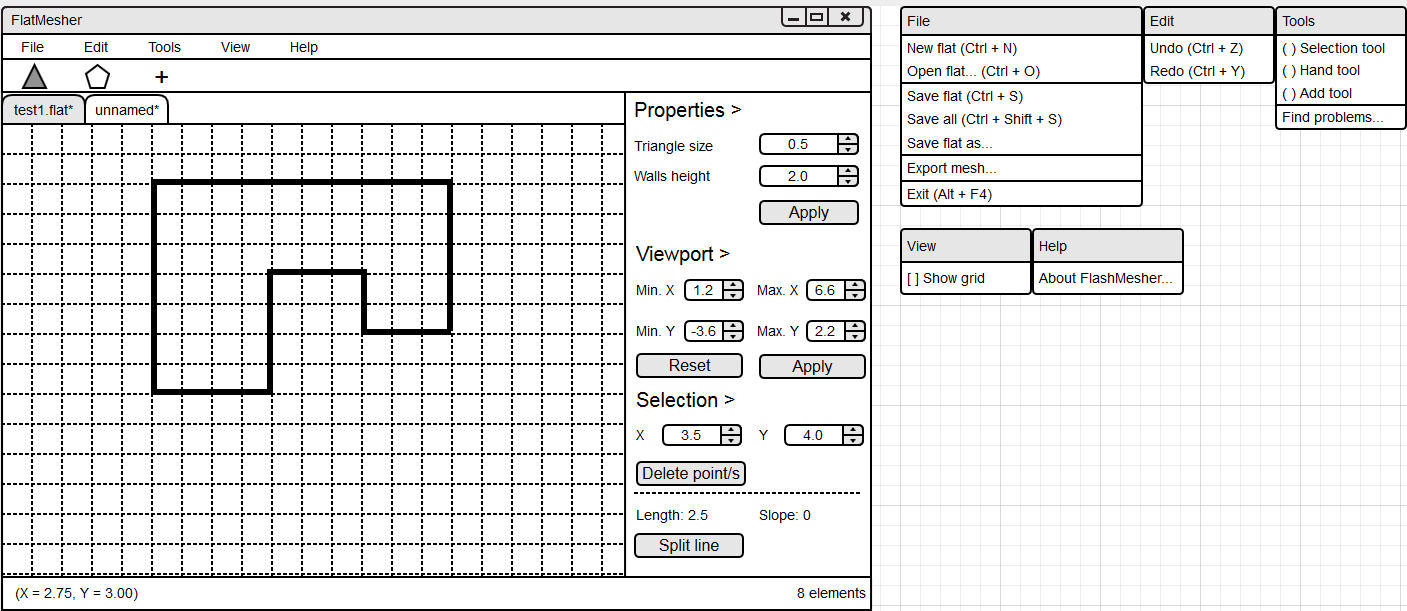 FlatMesher
File Edit Tools View Help
+
test1.flat* unnamed*
Properties >
Triangle size 0.5
Walls height 2.0
Apply
Viewport >
Min. X 1.2 Max. X 6.6
Min. Y -3.6 Max. Y 2.2
Reset Apply
Selection >
X 3.5 Y 4.0
Delete point/s
Length: 2.5 Slope: 0
Split line
(X = 2.75, Y = 3.00) 8 elements
File
New flat (Ctrl + N)
Open flat... (Ctrl + O)
Save flat (Ctrl + S)
Save all (Ctrl + Shift + S)
Save flat as...
Export mesh...
Exit (Alt + F4)
Edit
Undo (Ctrl + Z)
Redo (Ctrl + Y)
Tools
( ) Selection tool
( ) Hand tool
( ) Add tool
Find problems...
View
[ ] Show grid
Help
About FlashMesher...